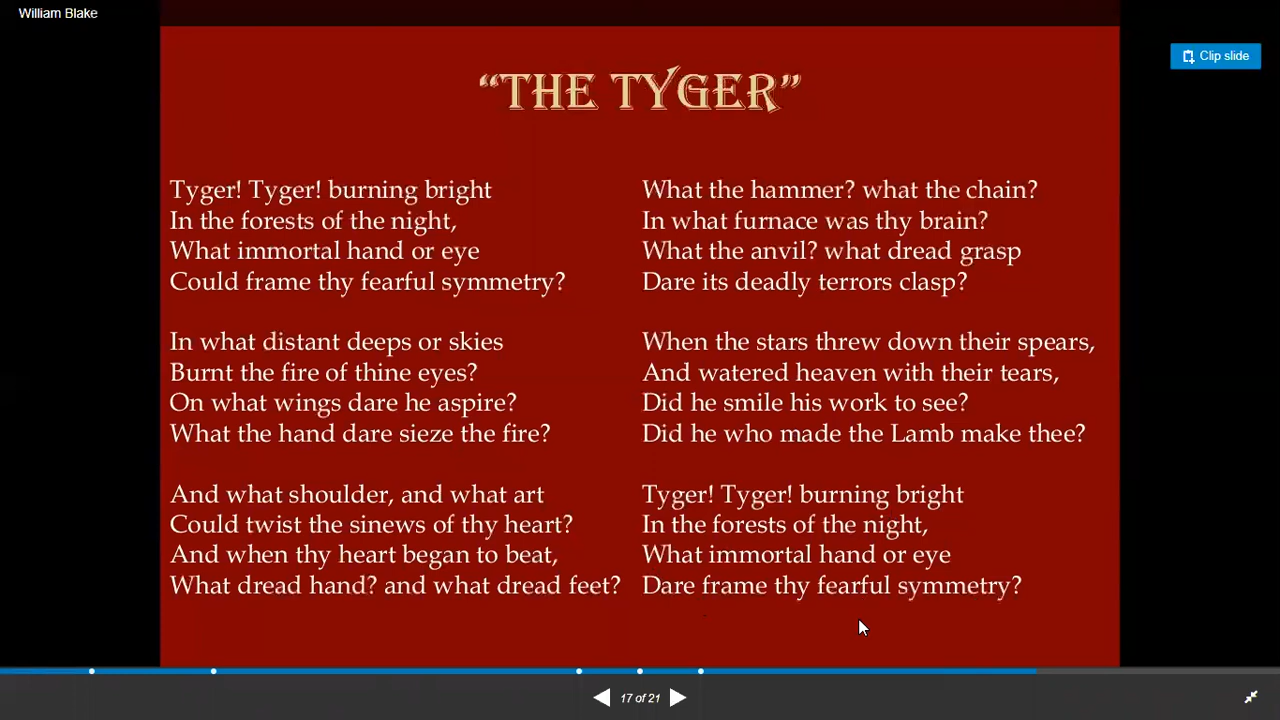 William Blake
Clip slide
“THE TYGER”
Tyger! Tyger! burning bright
In the forests of the night,
What immortal hand or eye
Could frame thy fearful symmetry?
In what distant deeps or skies
Burnt the fire of thine eyes?
On what wings dare he aspire?
What the hand dare sieze the fire?
And what shoulder, and what art
Could twist the sinews of thy heart?
And when thy heart began to beat,
What dread hand? and what dread feet?
What the hammer? what the chain?
In what furnace was thy brain?
What the anvil? what dread grasp
Dare its deadly terrors clasp?
When the stars threw down their spears,
And watered heaven with their tears,
Did he smile his work to see?
Did he who made the Lamb make thee?
Tyger! Tyger! burning bright
In the forests of the night,
What immortal hand or eye
Dare frame thy fearful symmetry?
17 of 21